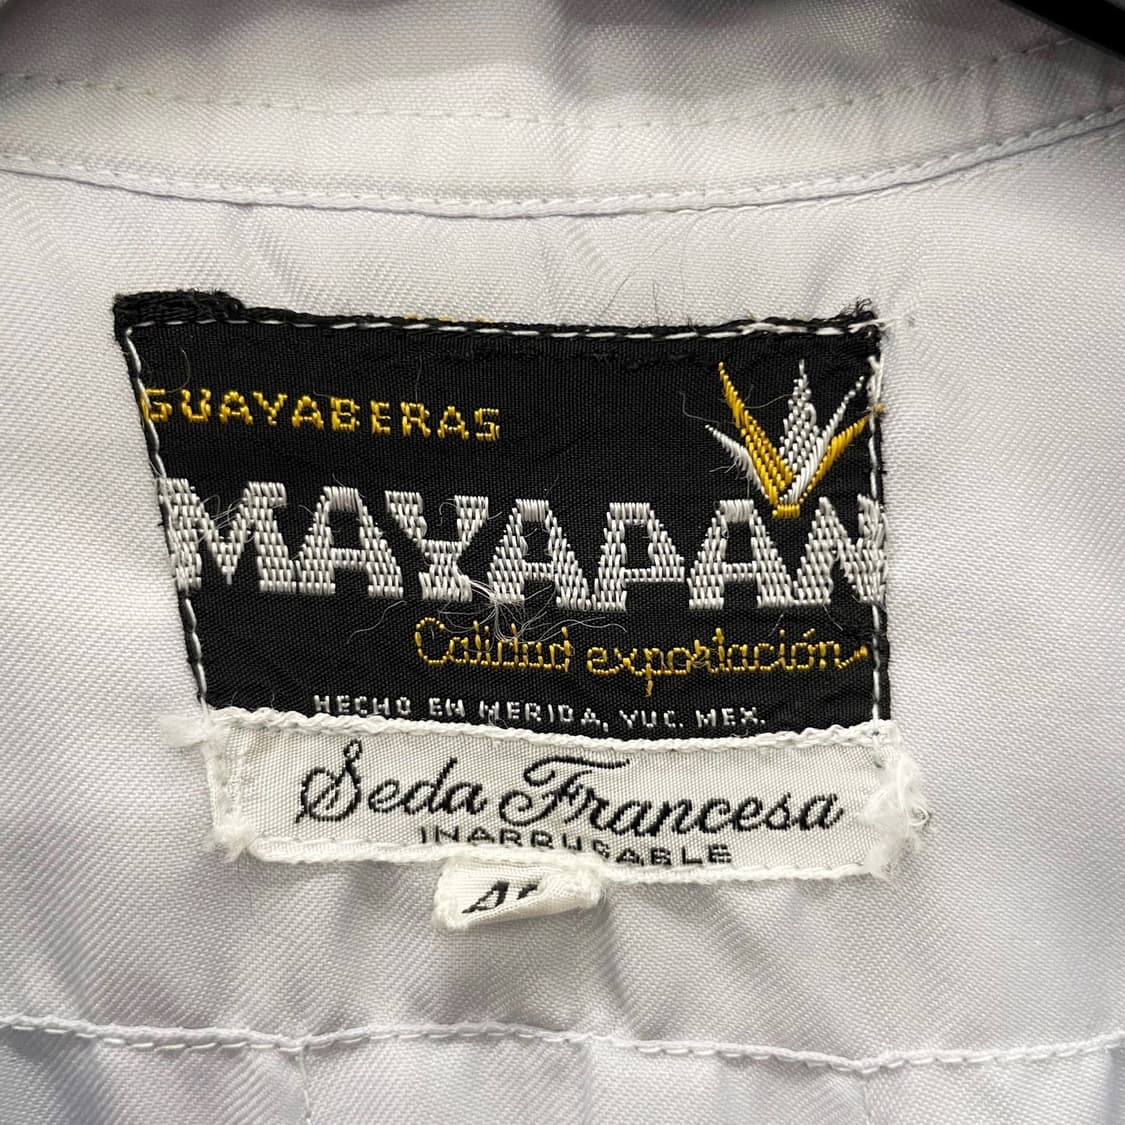 GUAYABERAS
MAYAPAN
Calidad exportación
HECHO EN MERIDA, YUC. MEX.
Seda Francesa
INARRUGABLE